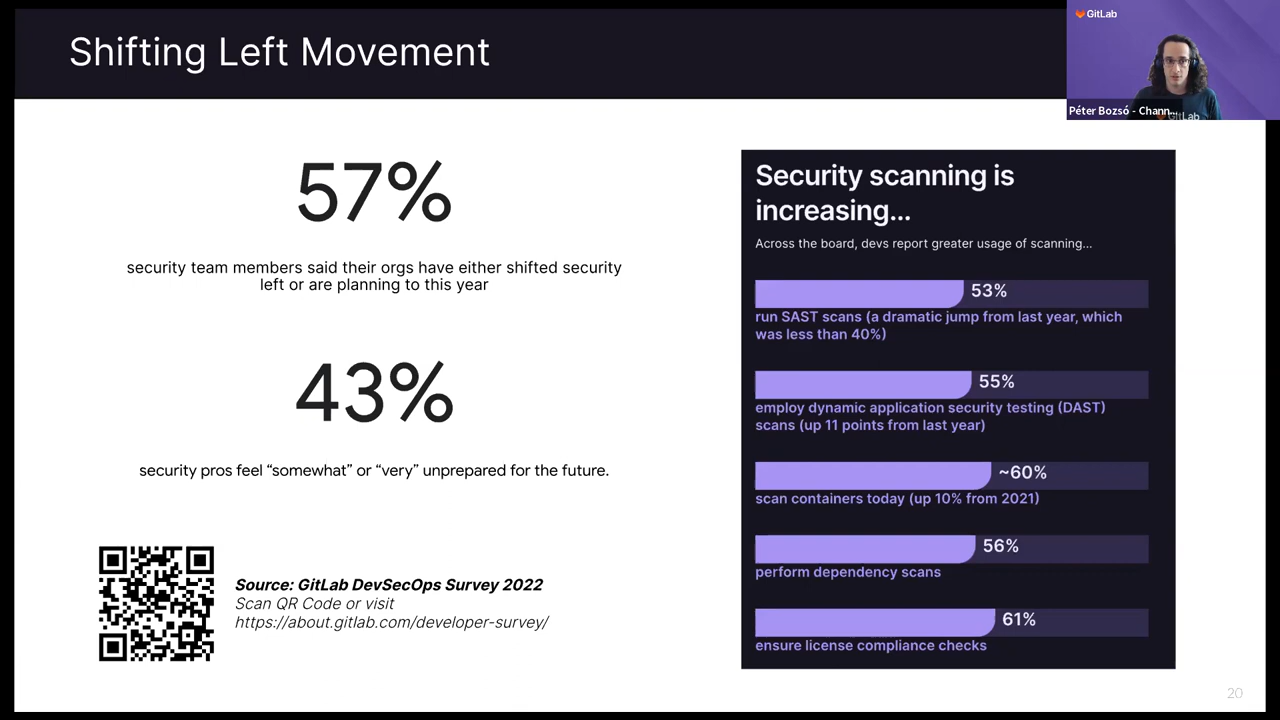 Shifting Left Movement
GitLab
Péter Bozsó - Chann...
GitLab
57%
security team members said their orgs have either shifted security
left or are planning to this year
43%
security pros feel “somewhat” or “very” unprepared for the future.
Source: GitLab DevSecOps Survey 2022
Scan QR Code or visit
https://about.gitlab.com/developer-survey/
Security scanning is
increasing...
Across the board, devs report greater usage of scanning...
53%
run SAST scans (a dramatic jump from last year, which
was less than 40%)
55%
employ dynamic application security testing (DAST)
scans (up 11 points from last year)
~60%
scan containers today (up 10% from 2021)
56%
perform dependency scans
61%
ensure license compliance checks
20